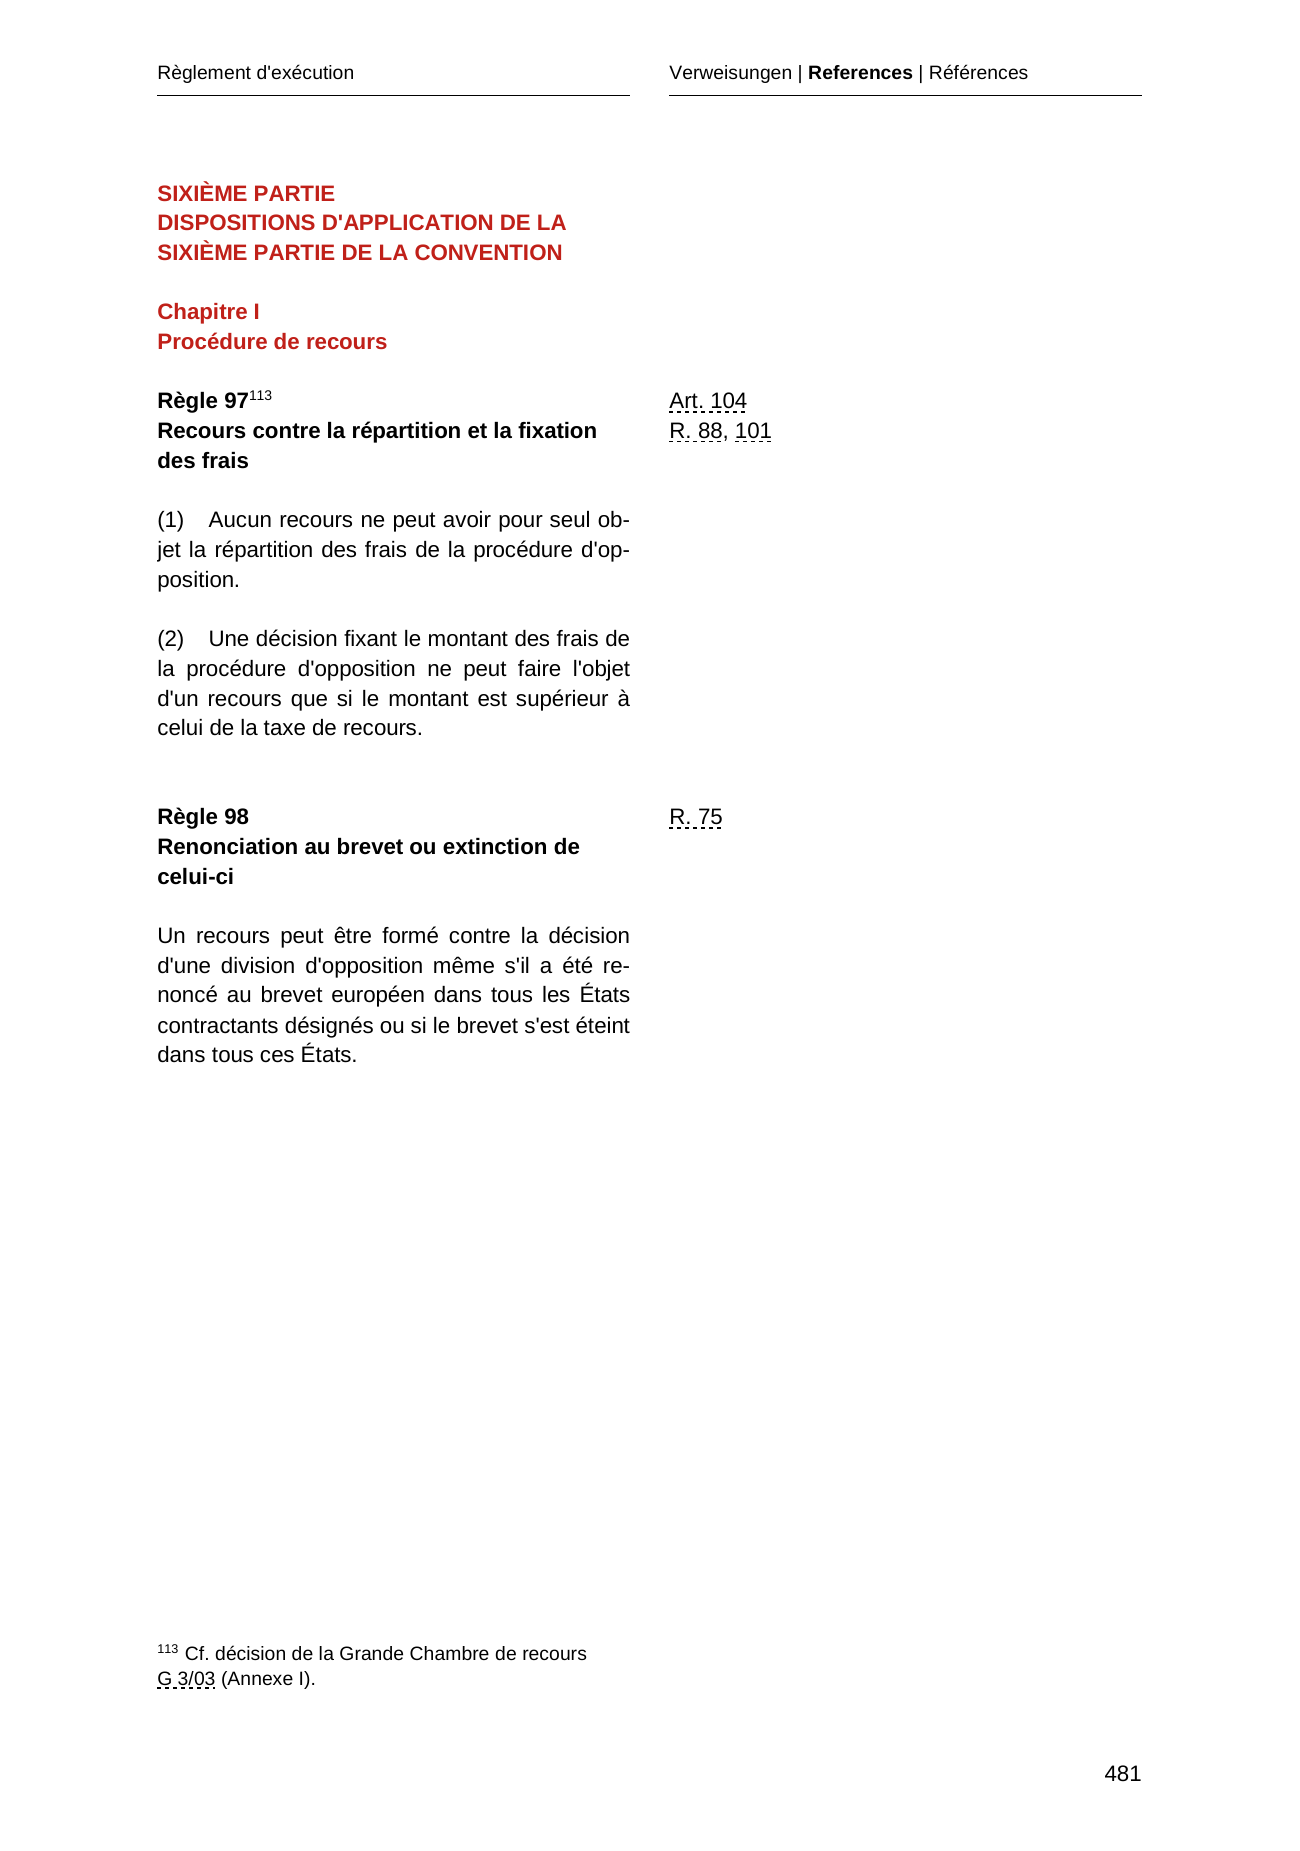 Règlement d'exécution
Verweisungen | References | Références
SIXIÈME PARTIE
DISPOSITIONS D'APPLICATION DE LA
SIXIÈME PARTIE DE LA CONVENTION
Chapitre I
Procédure de recours
Règle 97113
Recours contre la répartition et la fixation
des frais
Art. 104
R. 88, 101
(1) Aucun recours ne peut avoir pour seul ob-
jet la répartition des frais de la procédure d'op-
position.
(2) Une décision fixant le montant des frais de
la procédure d'opposition ne peut faire l'objet
d'un recours que si le montant est supérieur à
celui de la taxe de recours.
Règle 98
Renonciation au brevet ou extinction de
celui-ci
R. 75
Un recours peut être formé contre la décision
d'une division d'opposition même s'il a été re-
noncé au brevet européen dans tous les États
contractants désignés ou si le brevet s'est éteint
dans tous ces États.
113 Cf. décision de la Grande Chambre de recours
G 3/03 (Annexe I).
481